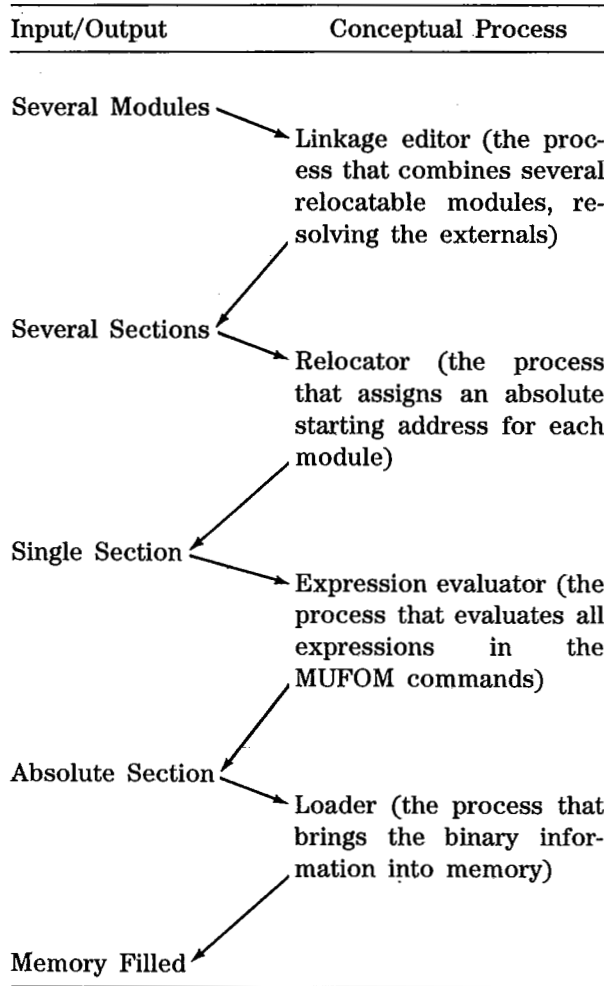 Input/Output Conceptual Process
Several Modules
Linkage editor (the proc-
ess that combines several
relocatable modules, re-
solving the externals)
Several Sections
Relocator (the process
that assigns an absolute
starting address for each
module)
Single Section
Expression evaluator (the
process that evaluates all
expressions in the
MUFOM commands)
Absolute Section
Loader (the process that
brings the binary infor-
mation into memory)
Memory Filled